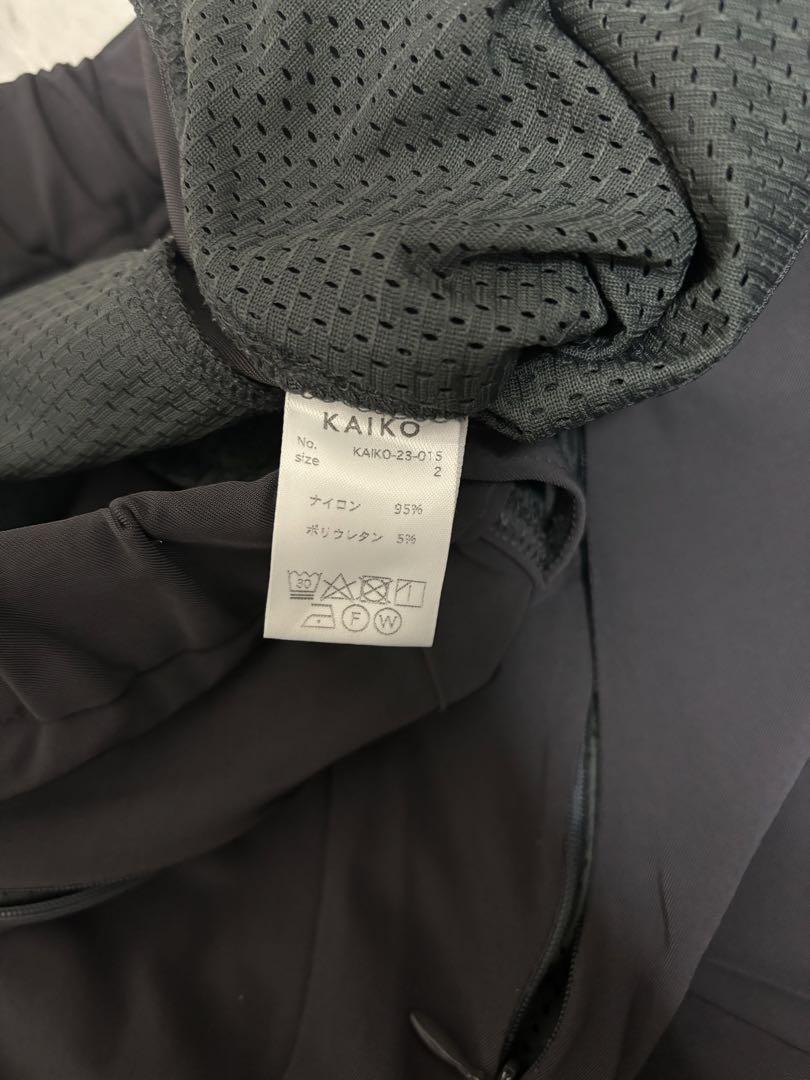 KAIKO
No. KAIKO-23-015
size 2
ナイロン 95%
ポリウレタン 5%
30
F W